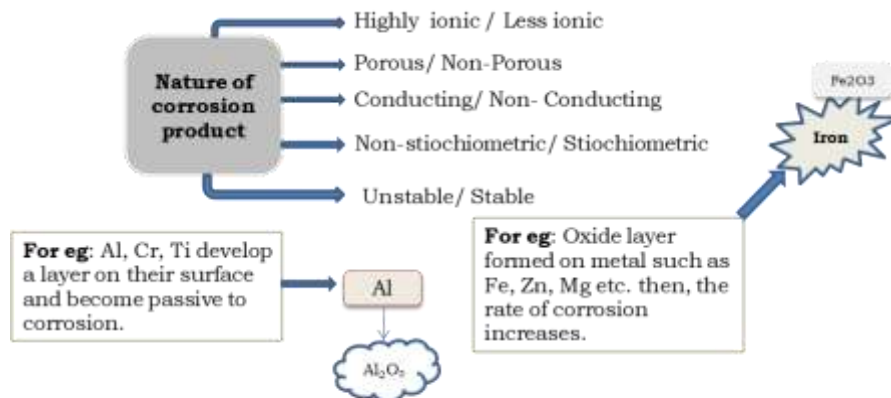 Nature of
corrosion
product
Highly ionic / Less ionic
Porous/ Non-Porous
Conducting/ Non- Conducting
Non-stiochiometric/ Stiochiometric
Unstable/ Stable
Fe2O3
Iron
For eg: Al, Cr, Ti develop
a layer on their surface
and become passive to
corrosion.
Al
Al₂O₃
For eg: Oxide layer
formed on metal such as
Fe, Zn, Mg etc. then, the
rate of corrosion
increases.